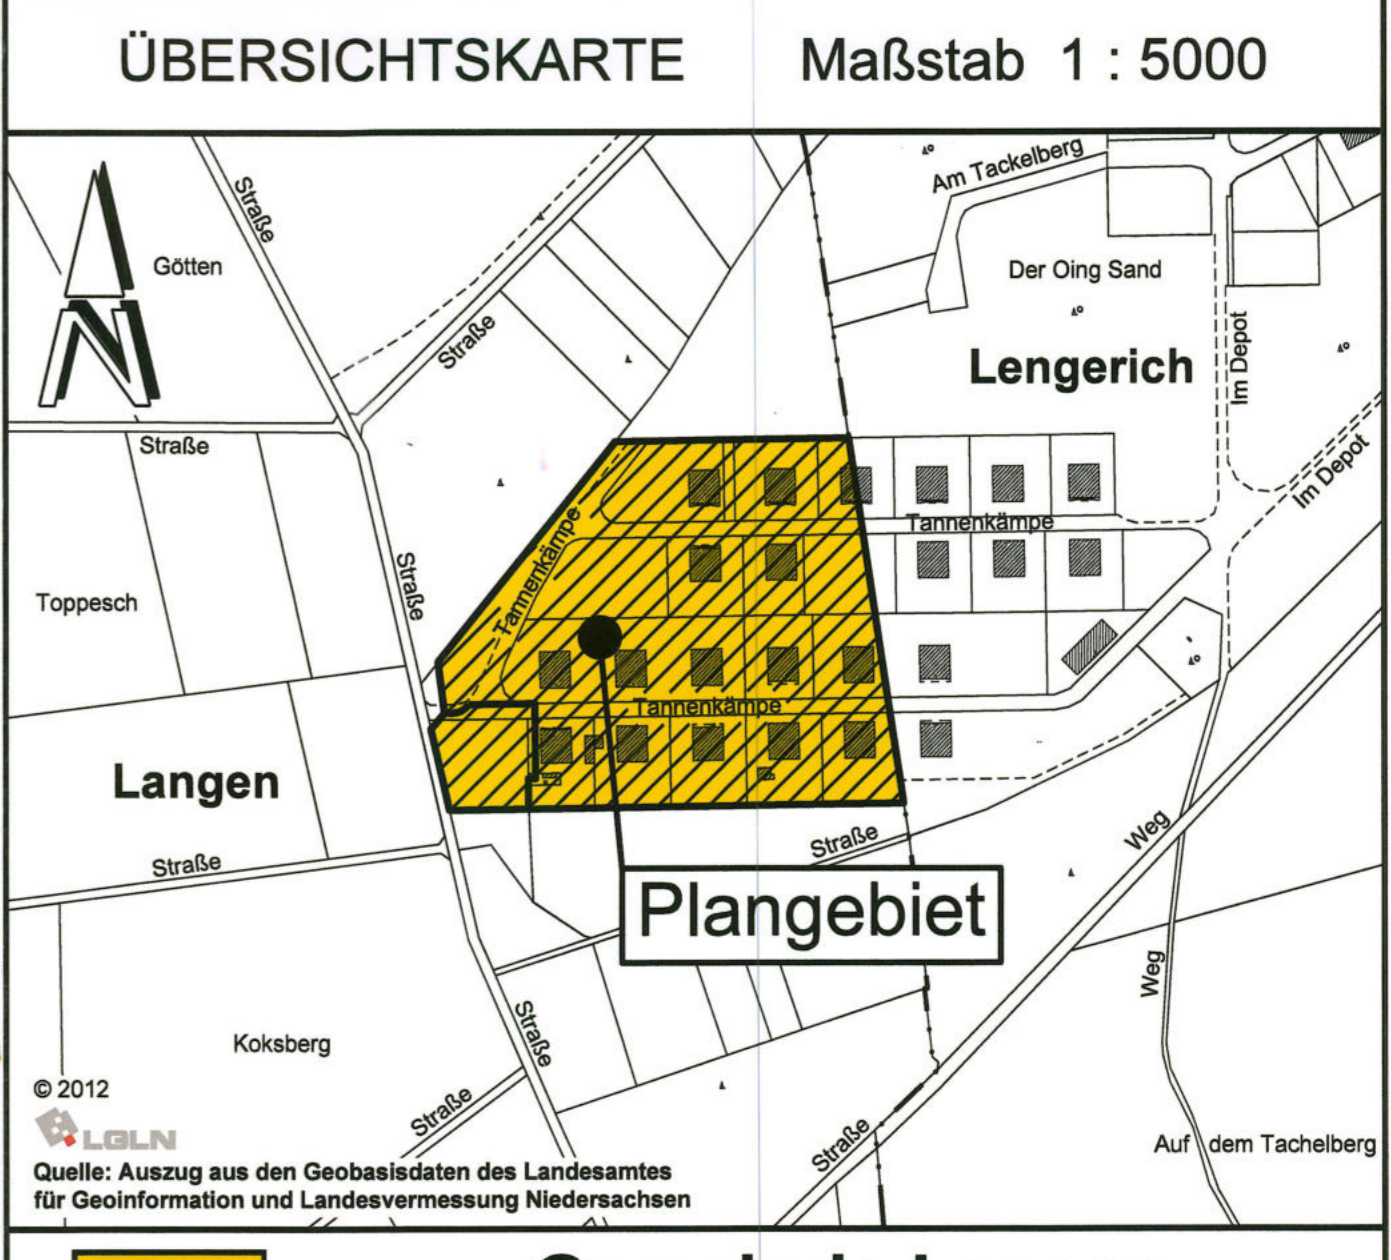 ÜBERSICHTSKARTE Maßstab 1 : 5000
Am Tackelberg
Straße
Götten
Der Oing Sand
Straße
Im Depot
Lengerich
Straße
Im Depot
Tannenkämpe
Tannenkämpe
Straße
Toppesch
Tannenkämpe
Langen
Straße
Weg
Straße
Plangebiet
Weg
Straße
Koksberg
© 2012
Straße
LGLN
Straße
Auf dem Tachelberg
Quelle: Auszug aus den Geobasisdaten des Landesamtes
für Geoinformation und Landesvermessung Niedersachsen
N